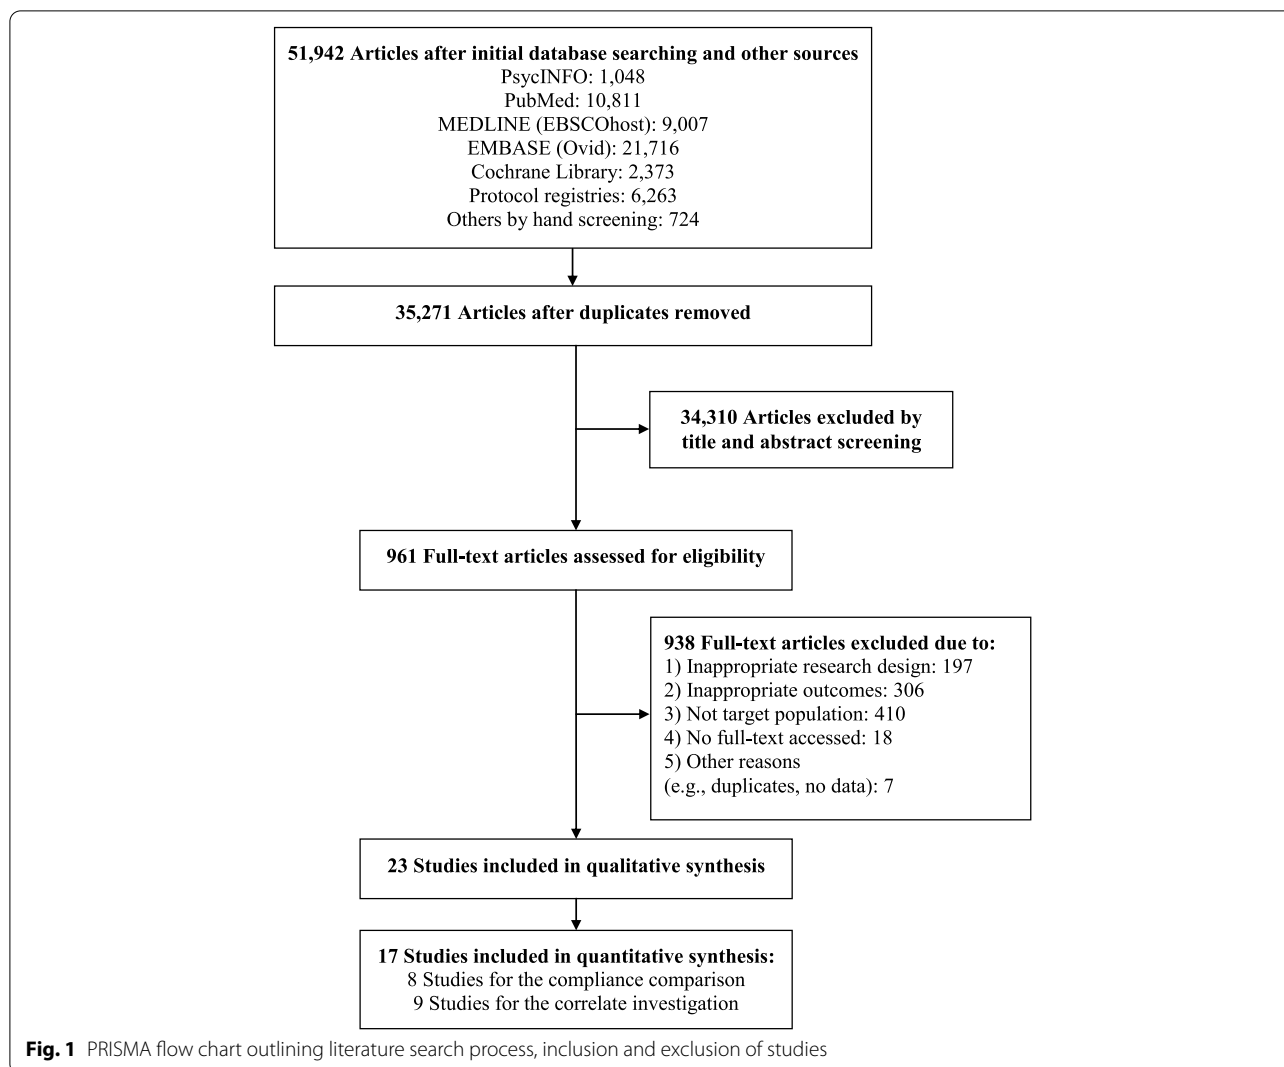 51,942 Articles after initial database searching and other sources
PsycINFO: 1,048
PubMed: 10,811
MEDLINE (EBSCOhost): 9,007
EMBASE (Ovid): 21,716
Cochrane Library: 2,373
Protocol registries: 6,263
Others by hand screening: 724
35,271 Articles after duplicates removed
34,310 Articles excluded by
title and abstract screening
961 Full-text articles assessed for eligibility
938 Full-text articles excluded due to:
1) Inappropriate research design: 197
2) Inappropriate outcomes: 306
3) Not target population: 410
4) No full-text accessed: 18
5) Other reasons
(e.g., duplicates, no data): 7
23 Studies included in qualitative synthesis
17 Studies included in quantitative synthesis:
8 Studies for the compliance comparison
9 Studies for the correlate investigation
Fig. 1 PRISMA flow chart outlining literature search process, inclusion and exclusion of studies